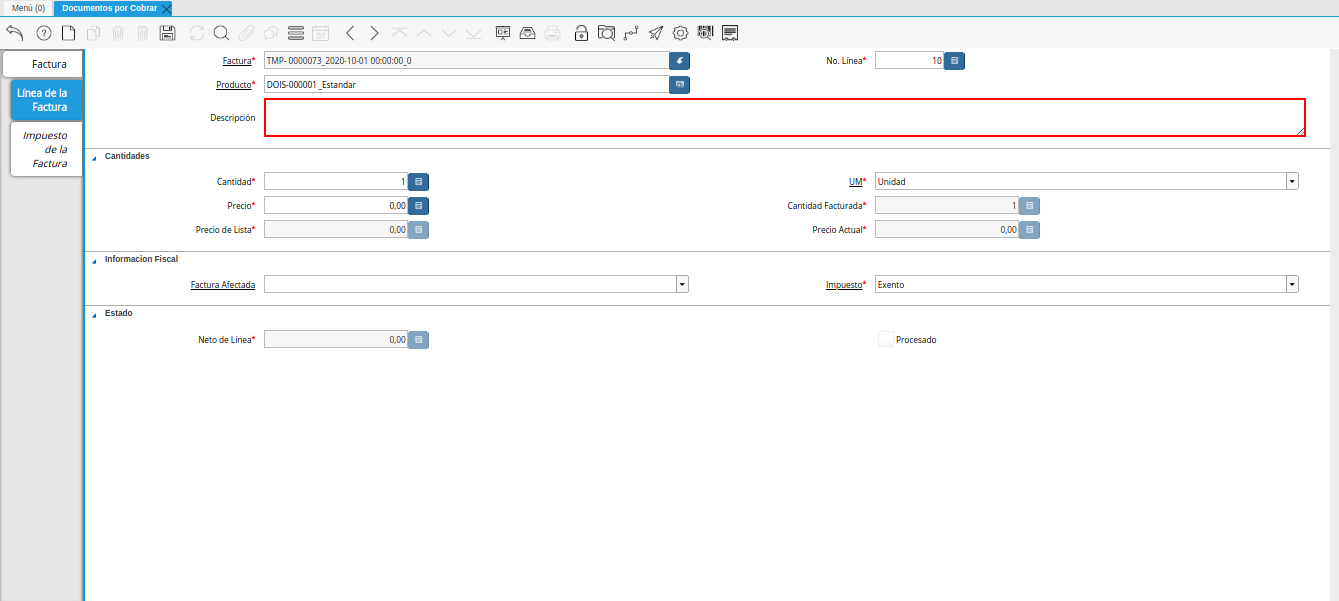 Menú (0) Documentos por Cobrar
Factura
Línea de la
Factura
Impuesto
de la
Factura
Factura* TMP- 0000073_2020-10-01 00:00:00_0 No. Línea* 10
Producto* DOIS-000001_Estandar
Descripción
Cantidades
Cantidad* 1 UM* Unidad
Precio* 0,00 Cantidad Facturada* 1
Precio de Lista* 0,00 Precio Actual* 0,00
Informacion Fiscal
Factura Afectada Impuesto* Exento
Estado
Neto de Línea* 0,00 Procesado